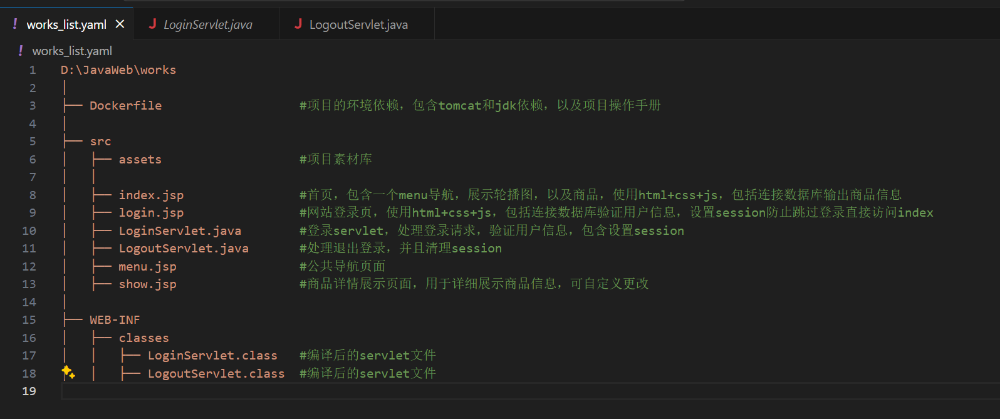 works_list.yaml LoginServlet.java LogoutServlet.java
works_list.yaml
1 D:\JavaWeb\works
2 │
3 ├── Dockerfile #项目的环境依赖，包含tomcat和jdk依赖，以及项目操作手册
4 │
5 ├── src
6 │   ├── assets #项目素材库
7 │   │
8 │   ├── index.jsp #首页，包含一个menu导航，展示轮播图，以及商品，使用html+css+js，包括连接数据库输出商品信息
9 │   ├── login.jsp #网站登录页，使用html+css+js，包括连接数据库验证用户信息，设置session防止跳过登录直接访问index
10 │   ├── LoginServlet.java #登录servlet，处理登录请求，验证用户信息，包含设置session
11 │   ├── LogoutServlet.java #处理退出登录，并且清理session
12 │   ├── menu.jsp #公共导航页面
13 │   ├── show.jsp #商品详情展示页面，用于详细展示商品信息，可自定义更改
14 │
15 ├── WEB-INF
16 │   ├── classes
17 │   │   ├── LoginServlet.class #编译后的servlet文件
18 │   │   ├── LogoutServlet.class #编译后的servlet文件
19